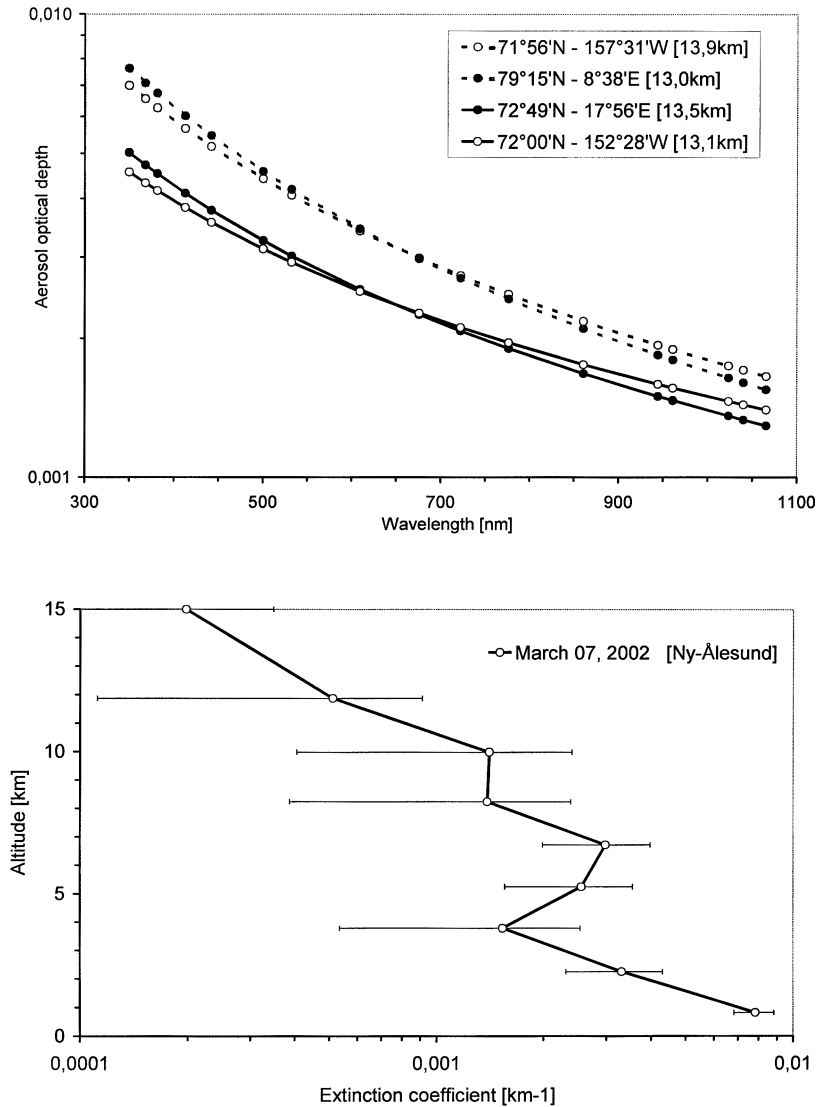 0,010
71°56'N - 157°31'W [13,9km]
79°15'N - 8°38'E [13,0km]
72°49'N - 17°56'E [13,5km]
72°00'N - 152°28'W [13,1km]
Aerosol optical depth
0,001
300 500 700 900 1100
Wavelength [nm]
15
March 07, 2002 [Ny-Ålesund]
10
Altitude [km]
5
0
0,0001 0,001 0,01
Extinction coefficient [km-1]